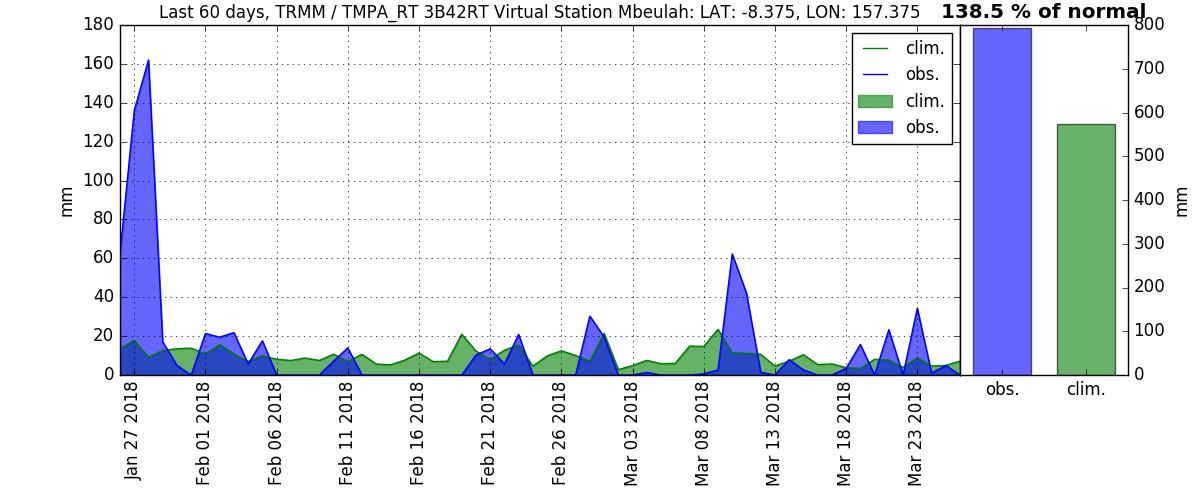 Last 60 days, TRMM / TMPA_RT 3B42RT Virtual Station Mbeulah: LAT: -8.375, LON: 157.375
138.5 % of normal
180
160
140
120
100
80
60
40
20
0
mm
clim.
obs.
clim.
obs.
Jan 27 2018
Feb 01 2018
Feb 06 2018
Feb 11 2018
Feb 16 2018
Feb 21 2018
Feb 26 2018
Mar 03 2018
Mar 08 2018
Mar 13 2018
Mar 18 2018
Mar 23 2018
800
700
600
500
400
300
200
100
0
mm
obs.
clim.